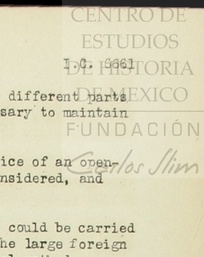 CENTRO DE
ESTUDIOS
I.C. 6661
DE HISTORIA
different parts
DE MEXICO
sary to maintain
FUNDACIÓN
ice of an open-
Carlos Slim
nsidered, and
could be carried
he large foreign